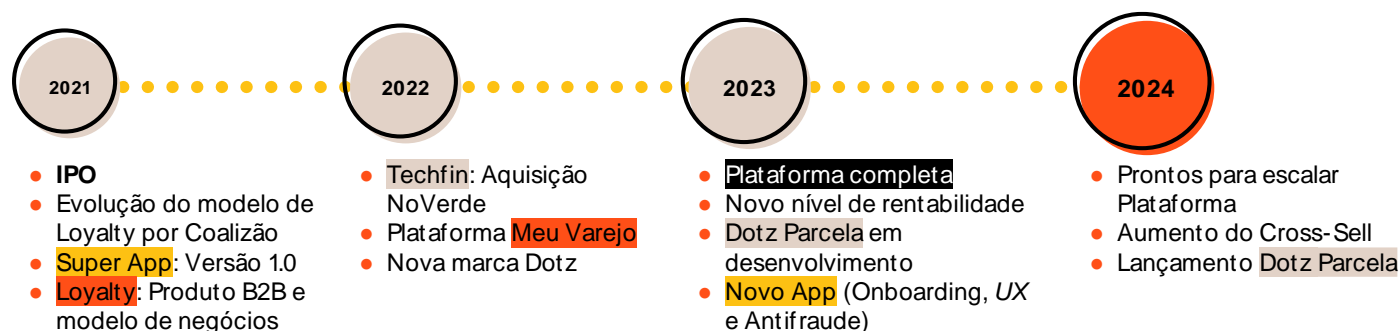 2021
2022
2023
2024
IPO
Evolução do modelo de
Loyalty por Coalizão
Super App: Versão 1.0
Loyalty: Produto B2B e
modelo de negócios
Techfin: Aquisição
NoVerde
Plataforma Meu Varejo
Nova marca Dotz
Plataforma completa
Novo nível de rentabilidade
Dotz Parcela em
desenvolvimento
Novo App (Onboarding, UX
e Antifraude)
Prontos para escalar
Plataforma
Aumento do Cross-Sell
Lançamento Dotz Parcela